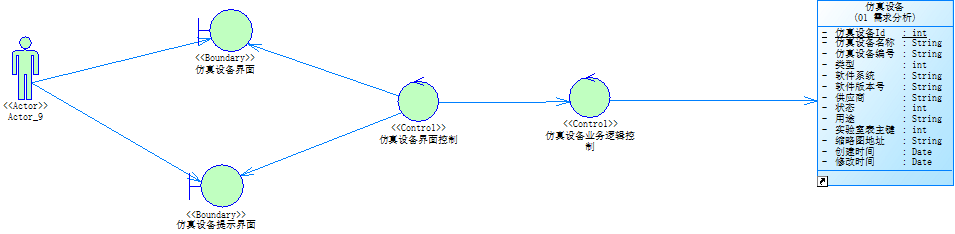 <<Actor>>
Actor_9
<<Boundary>>
仿真设备界面
<<Boundary>>
仿真设备提示界面
<<Control>>
仿真设备界面控制
<<Control>>
仿真设备业务逻辑控
制
仿真设备
(01 需求分析)
- 仿真设备Id : int
- 仿真设备名称 : String
- 仿真设备编号 : String
- 类型 : int
- 软件系统 : String
- 软件版本号 : String
- 供应商 : String
- 状态 : int
- 用途 : String
- 实验室表主键 : int
- 缩略图地址 : String
- 创建时间 : Date
- 修改时间 : Date